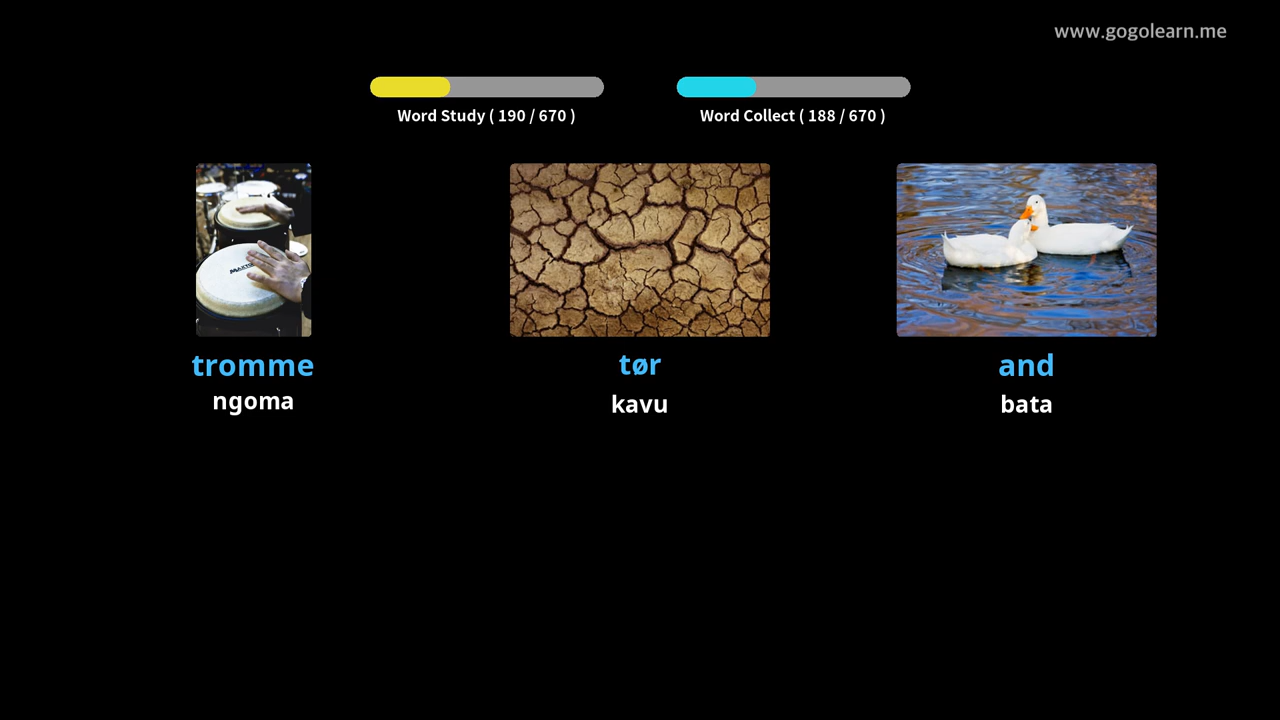 www.gogolearn.me
Word Study ( 190 / 670 )
Word Collect ( 188 / 670 )
tromme
tør
and
ngoma
kavu
bata